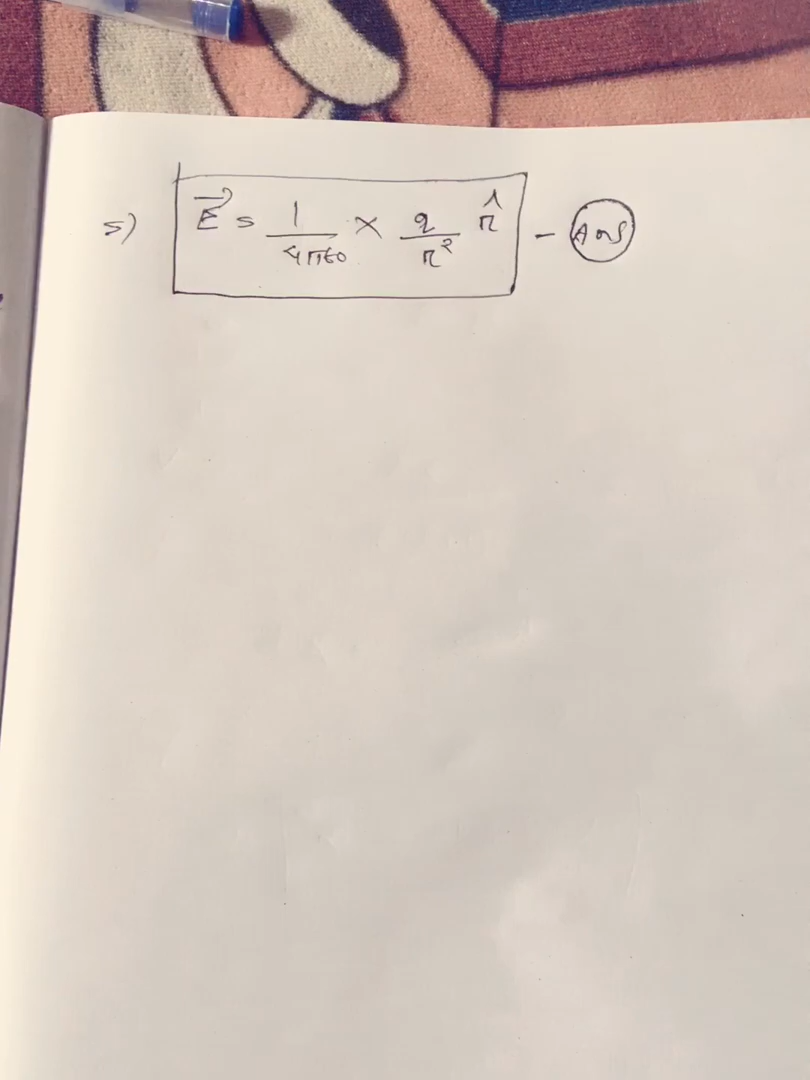 5) E⃗ = 1/4πε₀ × q/r² r̂ - Ans